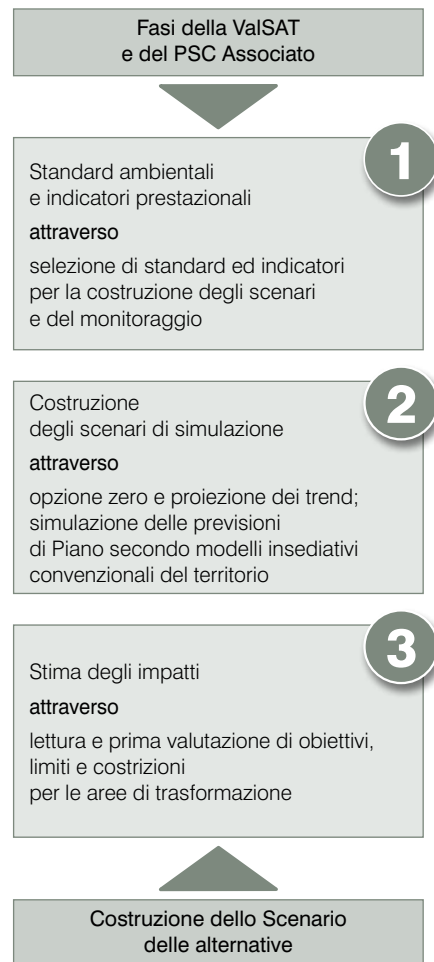 Fasi della ValSAT
e del PSC Associato
1
Standard ambientali
e indicatori prestazionali
attraverso
selezione di standard ed indicatori
per la costruzione degli scenari
e del monitoraggio
2
Costruzione
degli scenari di simulazione
attraverso
opzione zero e proiezione dei trend;
simulazione delle previsioni
di Piano secondo modelli insediativi
convenzionali del territorio
3
Stima degli impatti
attraverso
lettura e prima valutazione di obiettivi,
limiti e costrizioni
per le aree di trasformazione
Costruzione dello Scenario
delle alternative